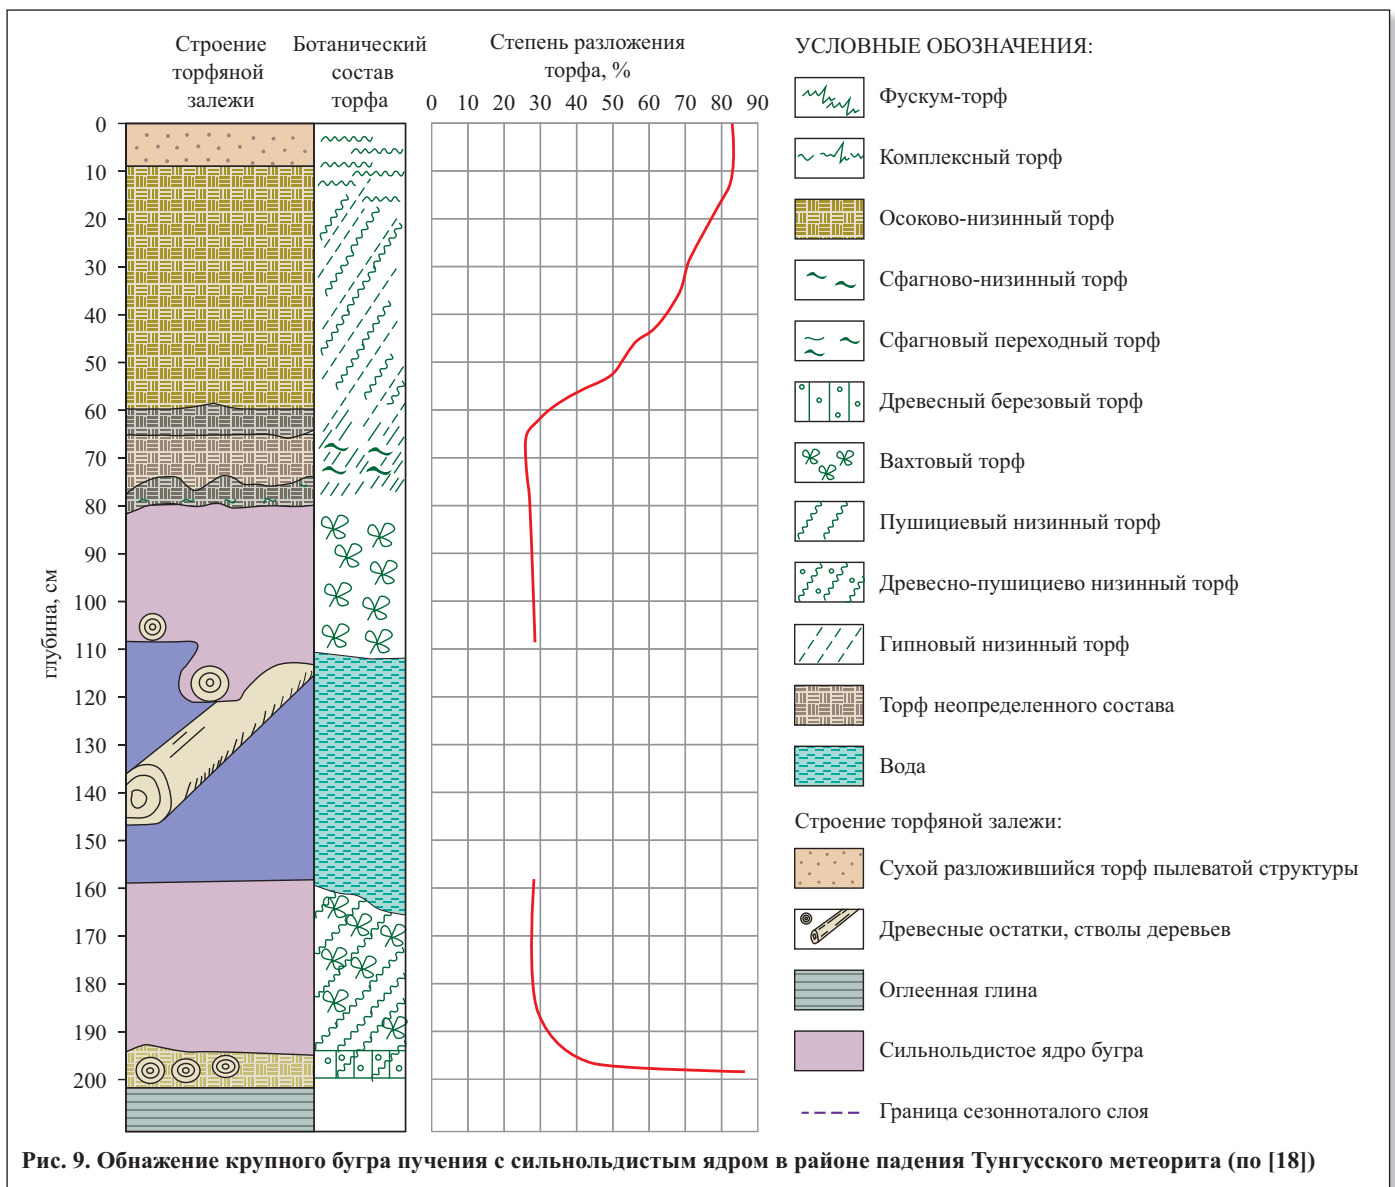 Строение
торфяной
залежи
Ботанический
состав
торфа
Степень разложения
торфа, %
0 10 20 30 40 50 60 70 80 90
глубина, см
0
10
20
30
40
50
60
70
80
90
100
110
120
130
140
150
160
170
180
190
200
УСЛОВНЫЕ ОБОЗНАЧЕНИЯ:
Фускум-торф
Комплексный торф
Осоково-низинный торф
Сфагново-низинный торф
Сфагновый переходный торф
Древесный березовый торф
Вахтовый торф
Пушициевый низинный торф
Древесно-пушициево низинный торф
Гипновый низинный торф
Торф неопределенного состава
Вода
Строение торфяной залежи:
Сухой разложившийся торф пылеватой структуры
Древесные остатки, стволы деревьев
Оглеенная глина
Сильнольдистое ядро бугра
Граница сезонноталого слоя
Рис. 9. Обнажение крупного бугра пучения с сильнольдистым ядром в районе падения Тунгусского метеорита (по [18])